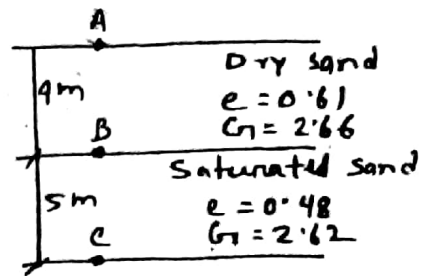 A
Dry sand
4m
e = 0.61
G = 2.66
B
Saturated sand
5m
e = 0.48
G = 2.62
C